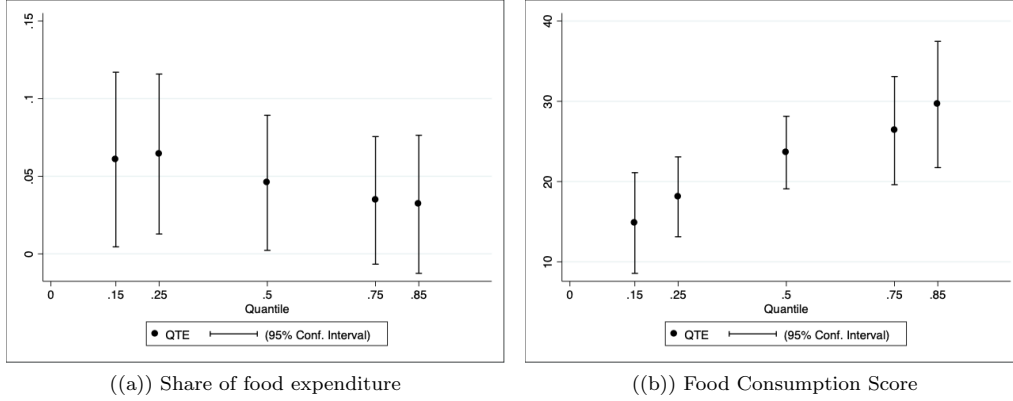 .15
.1
.05
0
0 .15 .25 .5 .75 .85
Quantile
QTE (95% Conf. Interval)
((a)) Share of food expenditure
40
30
20
10
0 .15 .25 .5 .75 .85
Quantile
QTE (95% Conf. Interval)
((b)) Food Consumption Score